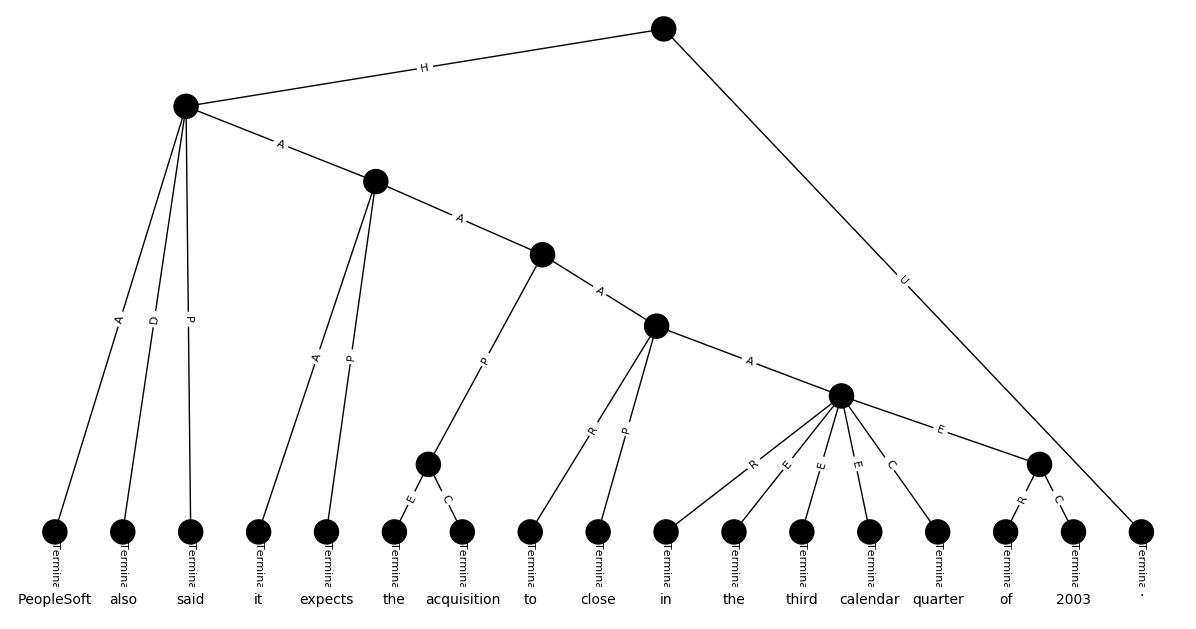 H
A
A
A
A
D
P
U
A
P
P
A
R
P
E
E
C
R
E
E
E
C
R
C
Termina Termina Termina Termina Termina Termina Termina Termina Termina Termina Termina Termina Termina Termina Termina Termina Termina
PeopleSoft also said it expects the acquisition to close in the third calendar quarter of 2003 .